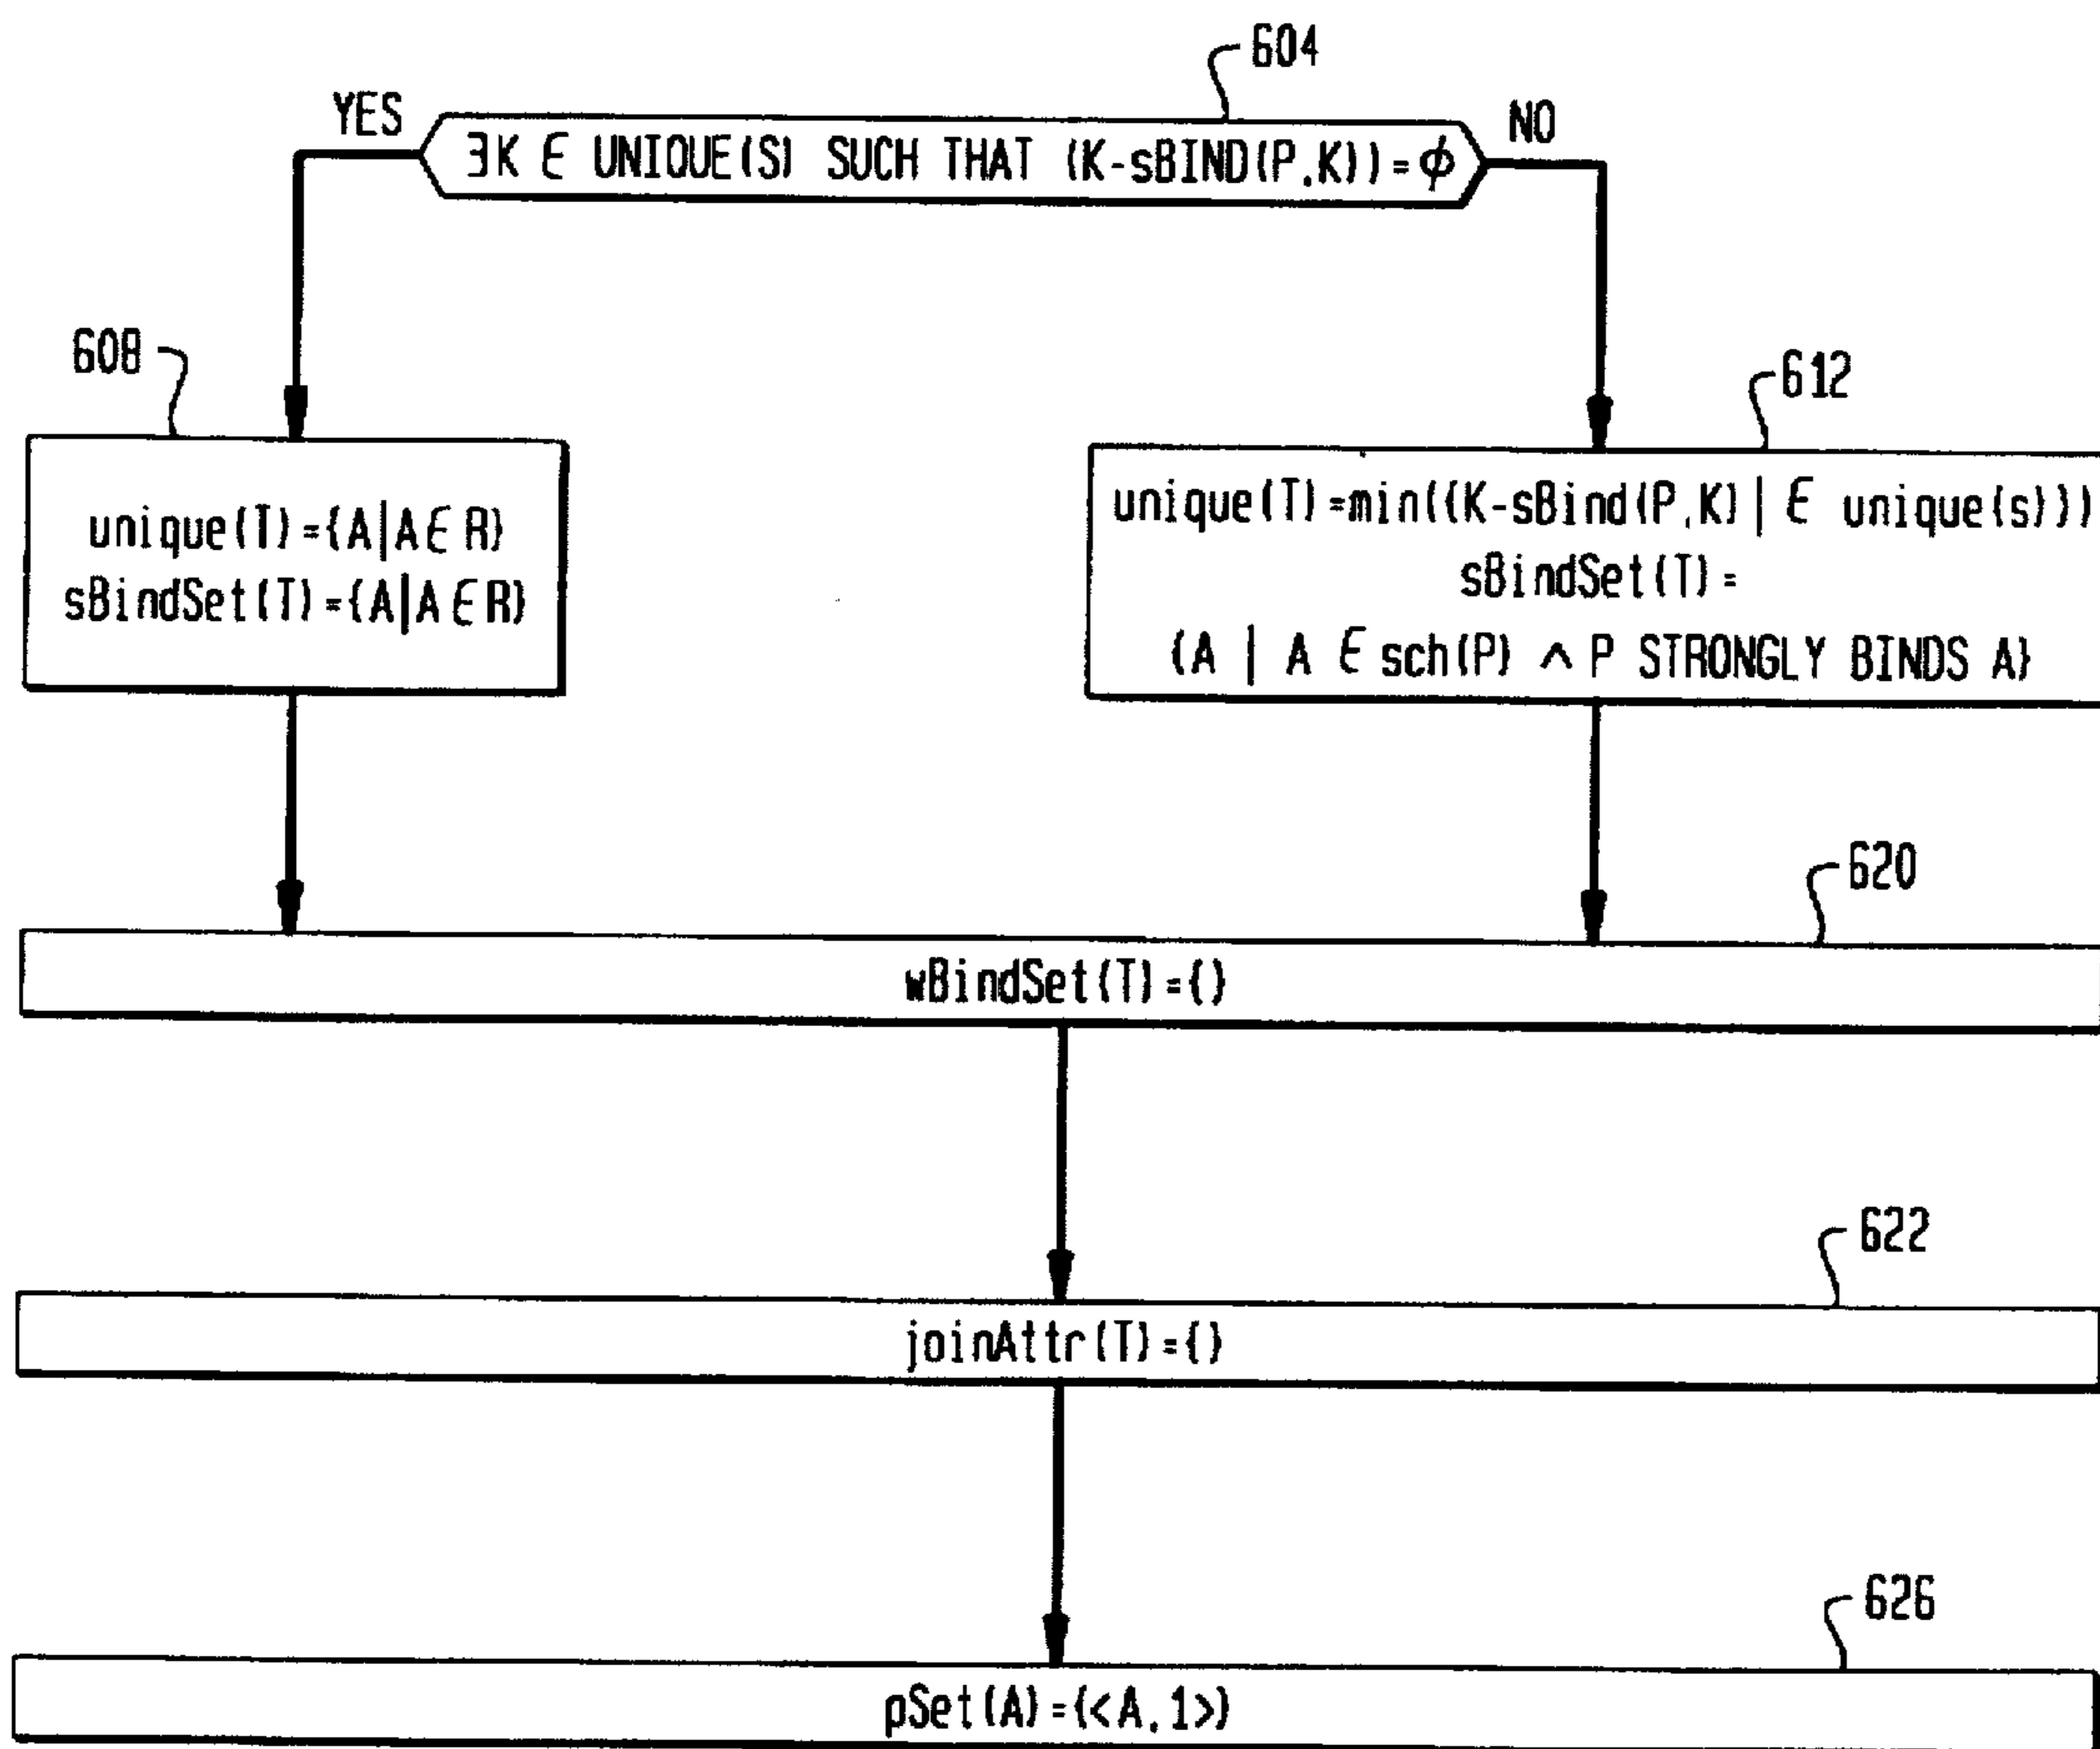 604
YES
NO
∃K ∈ UNIQUE(S) SUCH THAT (K-sBIND(P,K))=ϕ
608
612
unique(T)={A|A∈R}
sBindSet(T)={A|A∈R}
unique(T)=min({K-sBind(P,K) | ∈ unique(s)})
sBindSet(T)=
{A | A ∈ sch(P) ∧ P STRONGLY BINDS A}
620
wBindSet(T)={}
622
joinAttr(T)={}
626
pSet(A)={<A,1>}